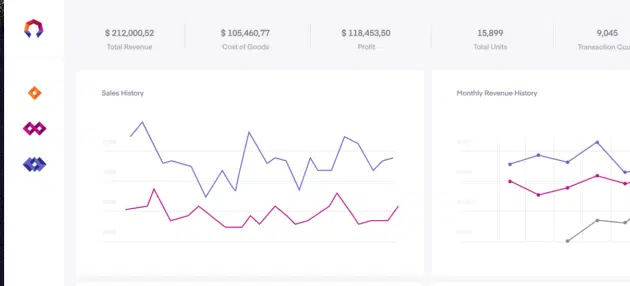 $ 212,000,52
Total Revenue
$ 105,460,77
Cost of Goods
$ 118,453,50
Profit
15,899
Total Units
9,045
Transaction
Sales History
Monthly Revenue History